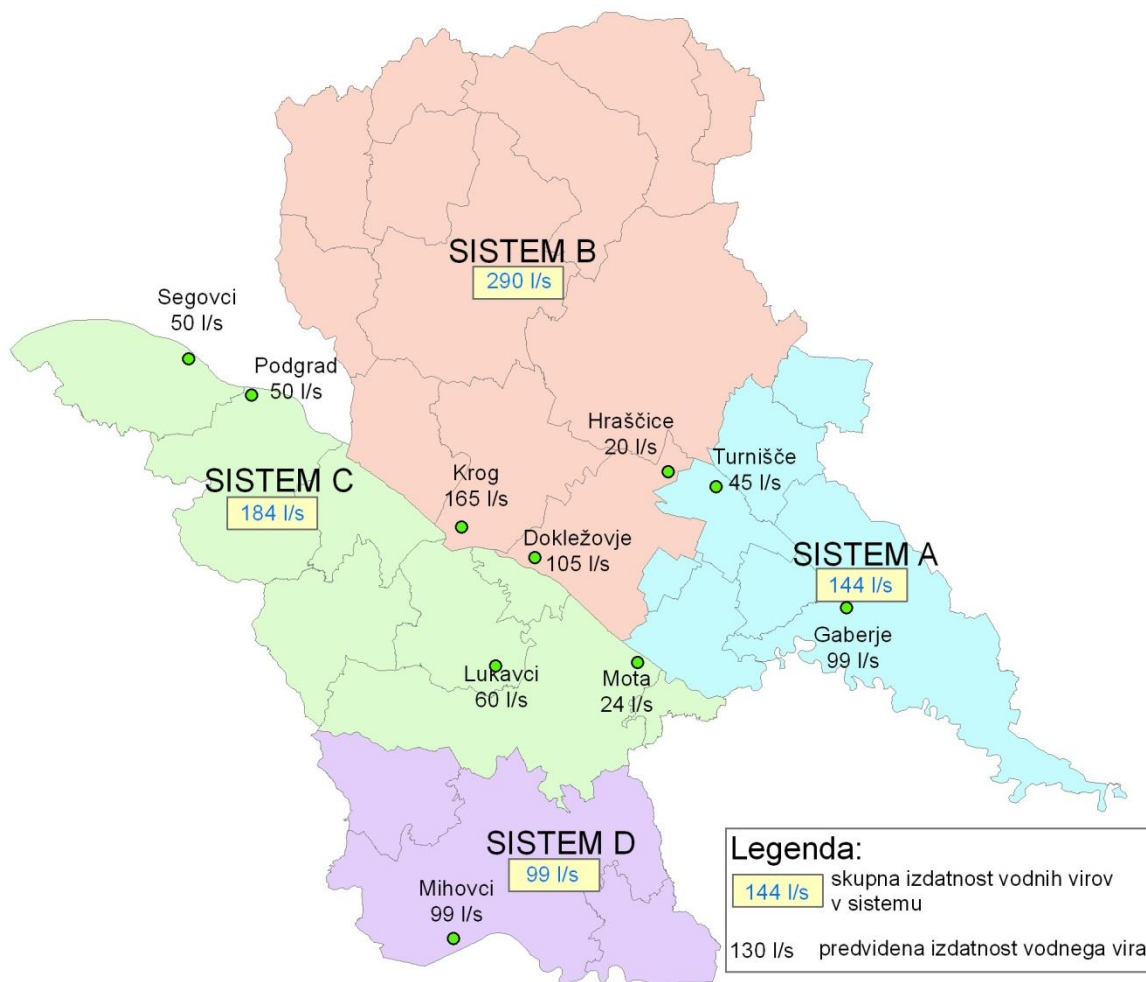 SISTEM B
290 l/s
Segovci
50 l/s
Podgrad
50 l/s
Hraščice
20 l/s
Turnišče
45 l/s
Krog
165 l/s
SISTEM C
184 l/s
Dokležovje
105 l/s
SISTEM A
144 l/s
Gaberje
99 l/s
Lukavci
60 l/s
Mota
24 l/s
SISTEM D
99 l/s
Mihovci
99 l/s
Legenda:
144 l/s skupna izdatnost vodnih virov
v sistemu
130 l/s predvidena izdatnost vodnega vira